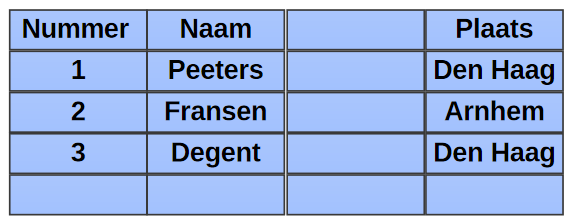 Nummer Naam Plaats
1 Peeters Den Haag
2 Fransen Arnhem
3 Degent Den Haag